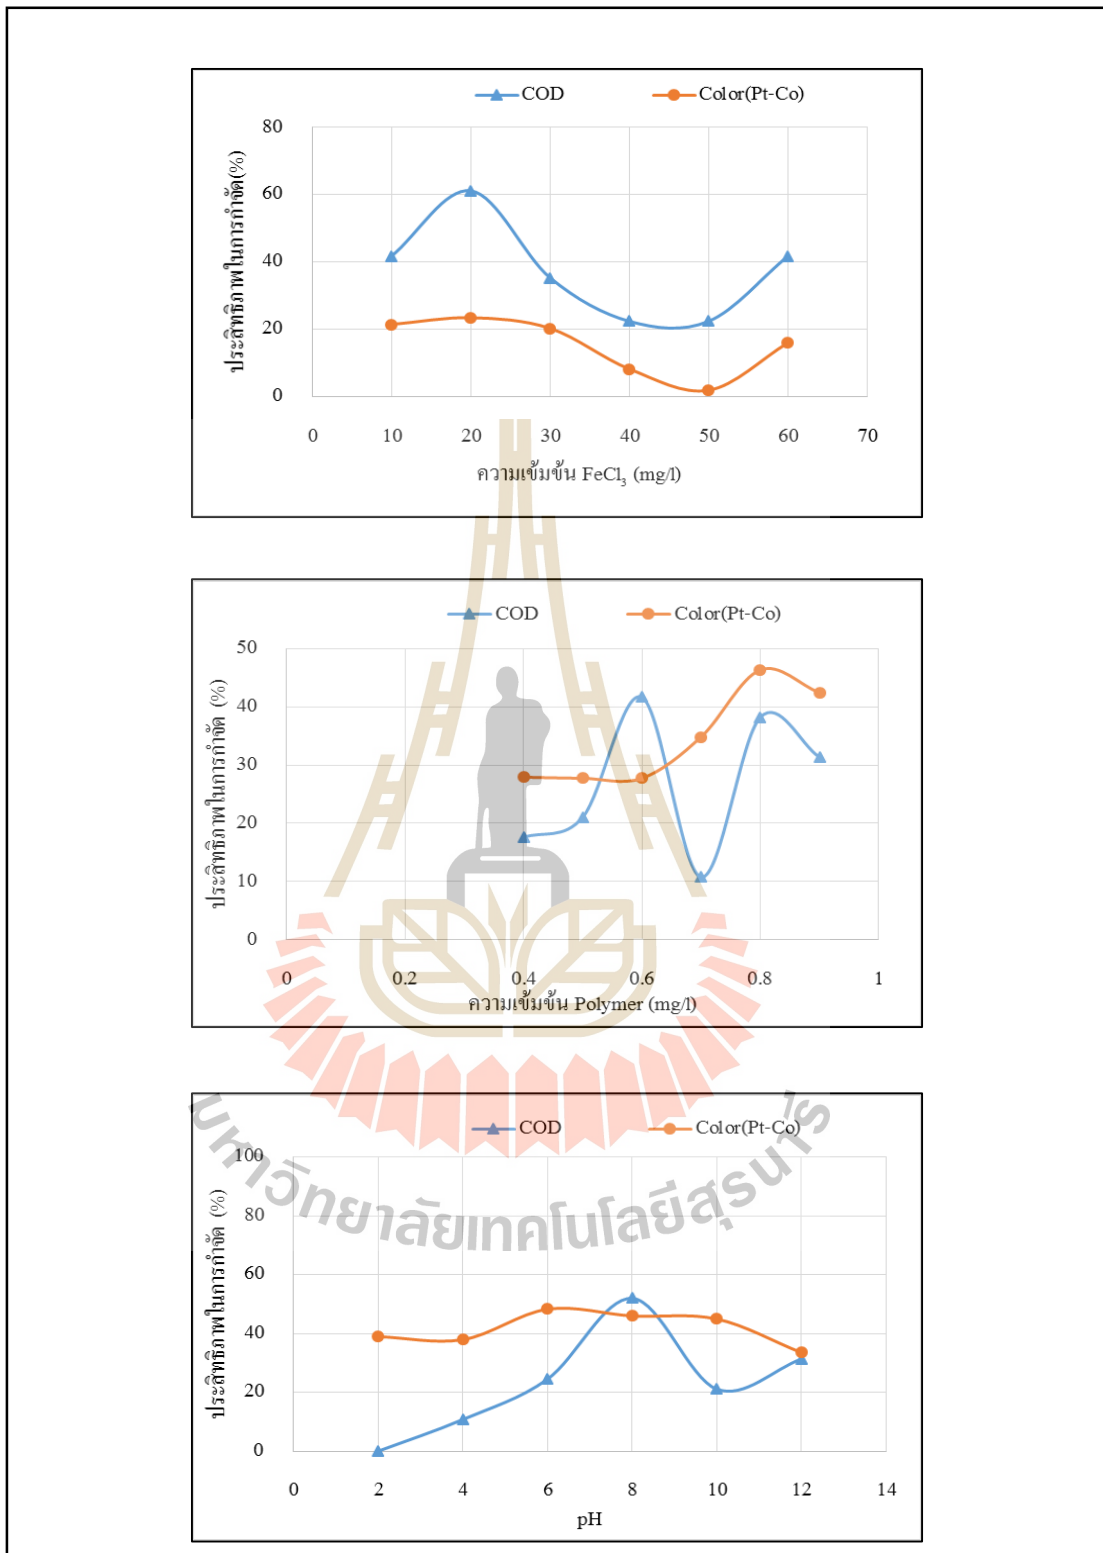 COD Color(Pt-Co)
ประสิทธิภาพในการกำจัด(%)
80
60
40
20
0
0 10 20 30 40 50 60 70
ความเข้มข้น FeCl₃ (mg/l)
COD Color(Pt-Co)
ประสิทธิภาพในการกำจัด (%)
50
40
30
20
10
0
0 0.2 0.4 0.6 0.8 1
ความเข้มข้น Polymer (mg/l)
COD Color(Pt-Co)
ประสิทธิภาพในการกำจัด (%)
100
80
60
40
20
0
0 2 4 6 8 10 12 14
pH
มหาวิทยาลัยเทคโนโลยีสุรนารี